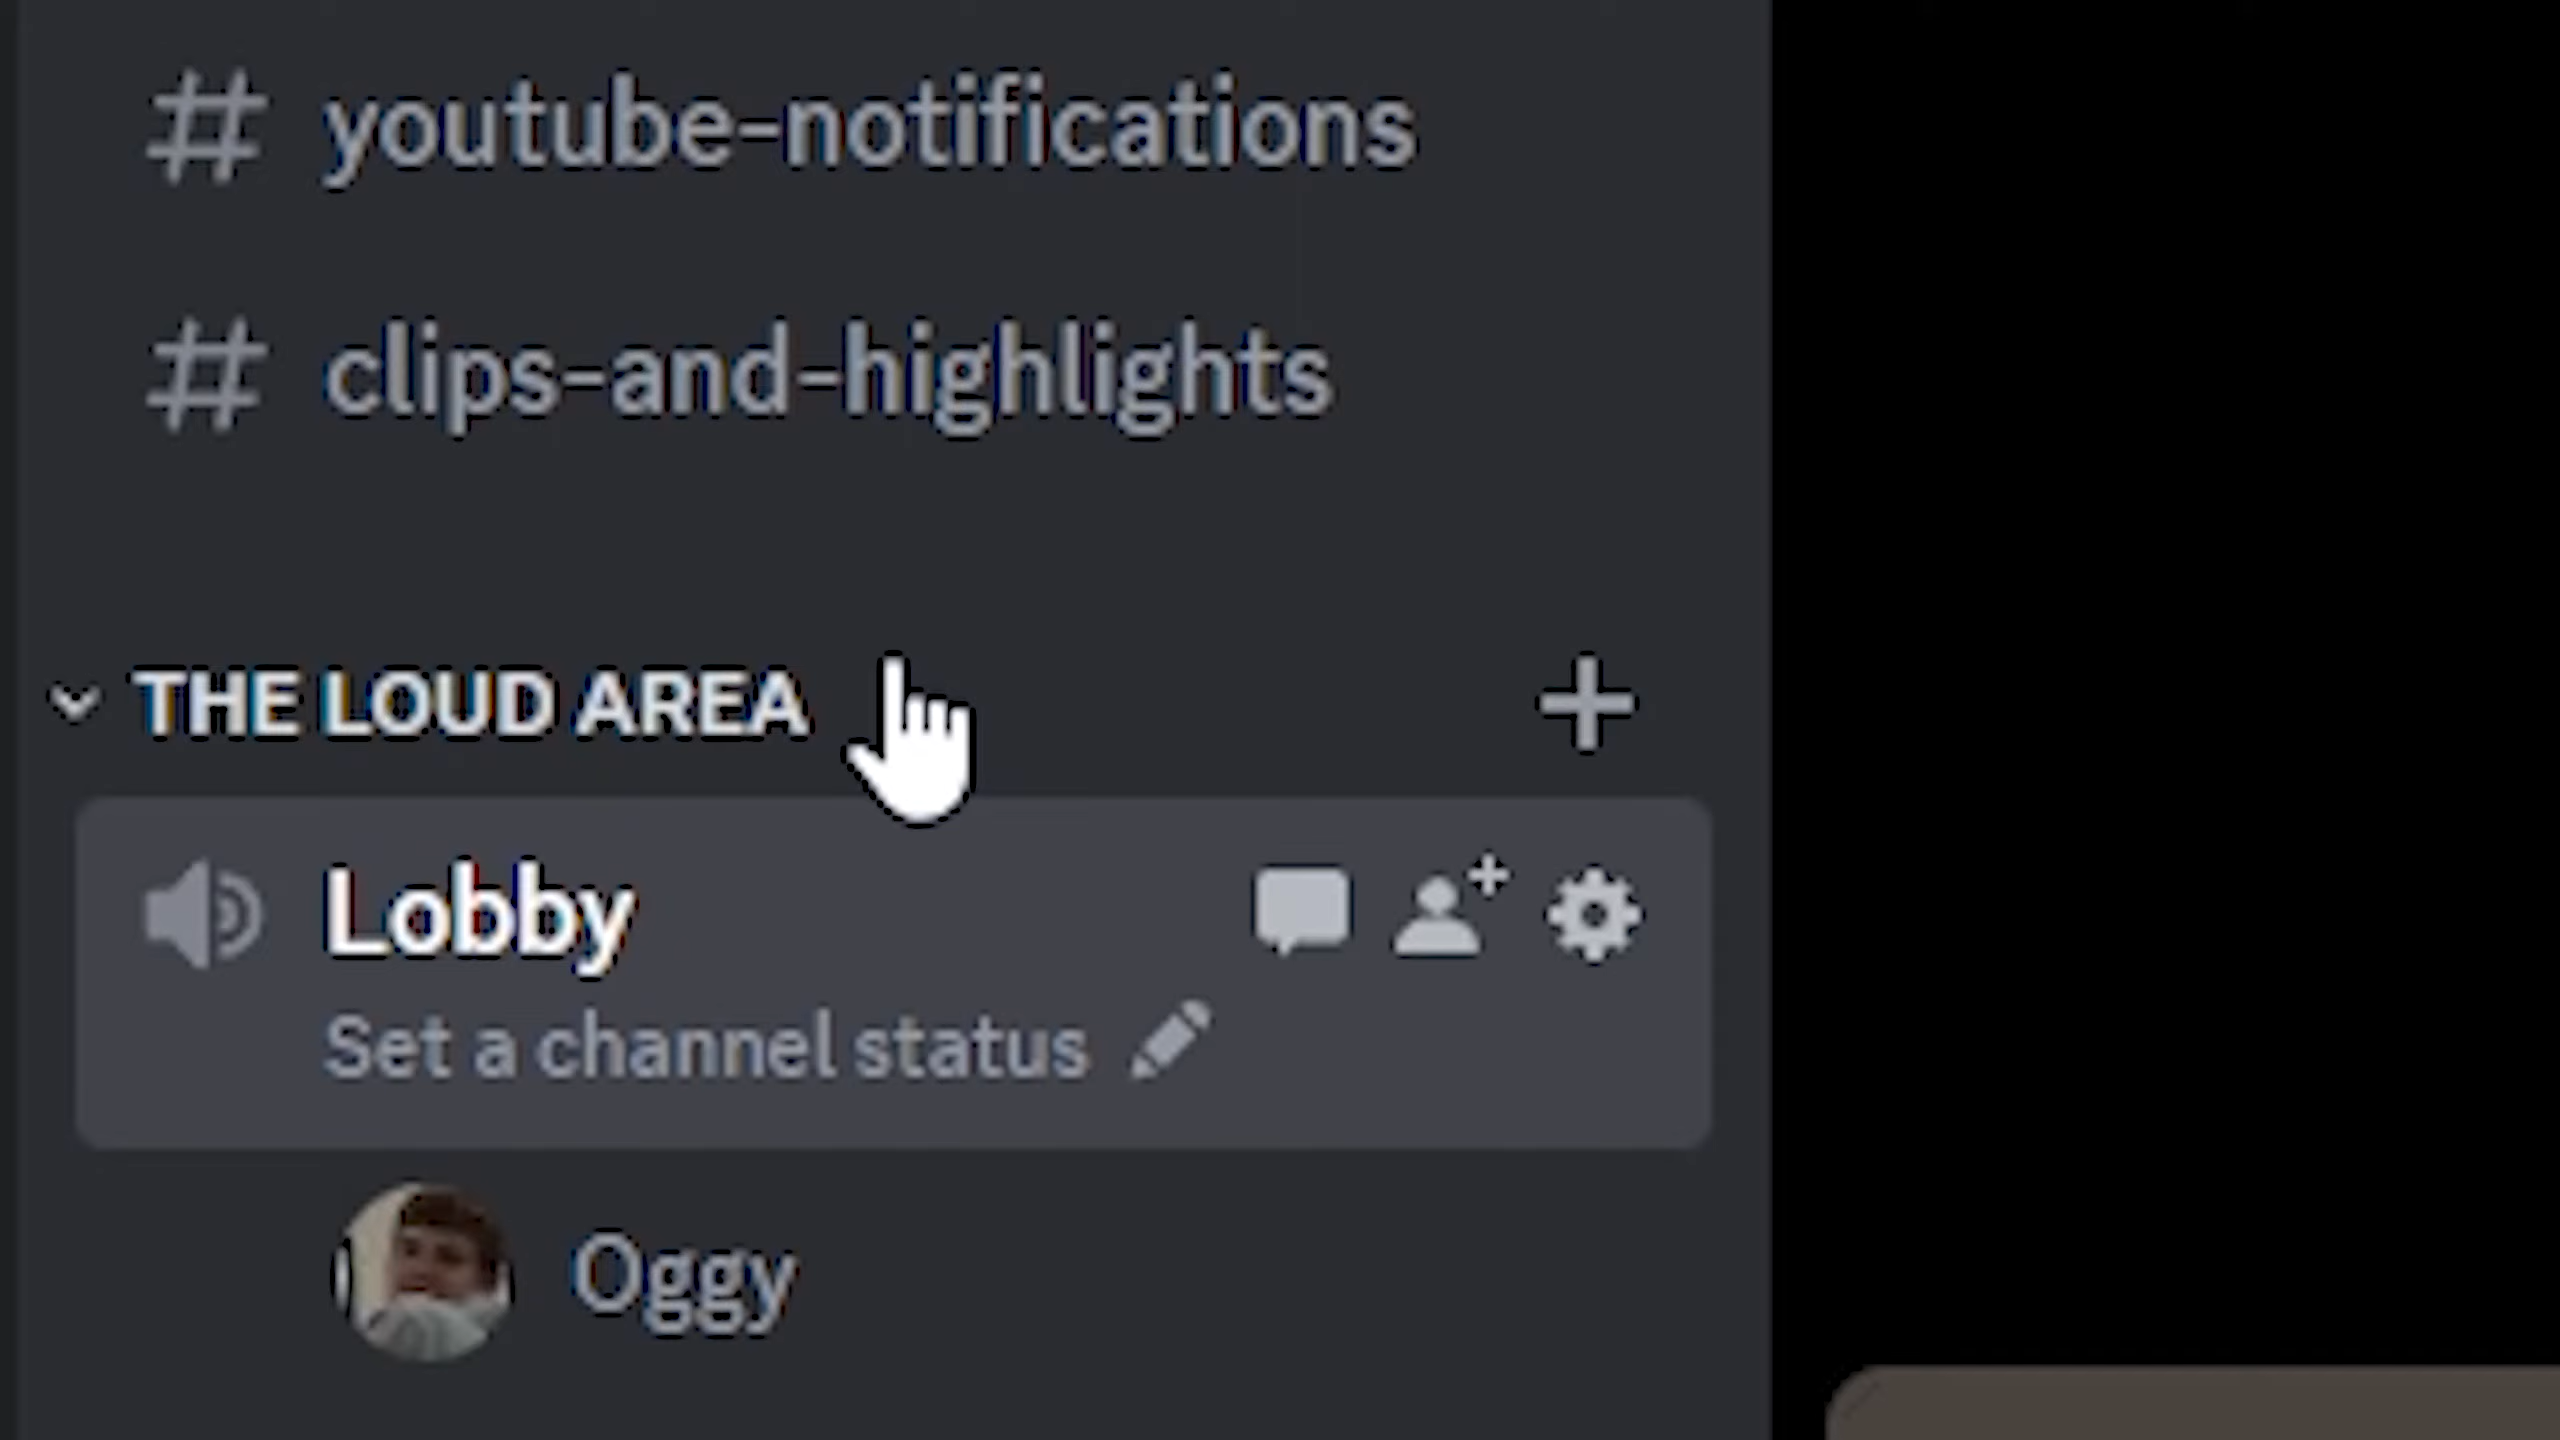 # youtube-notifications
# clips-and-highlights
THE LOUD AREA
Lobby
Set a channel status
Oggy